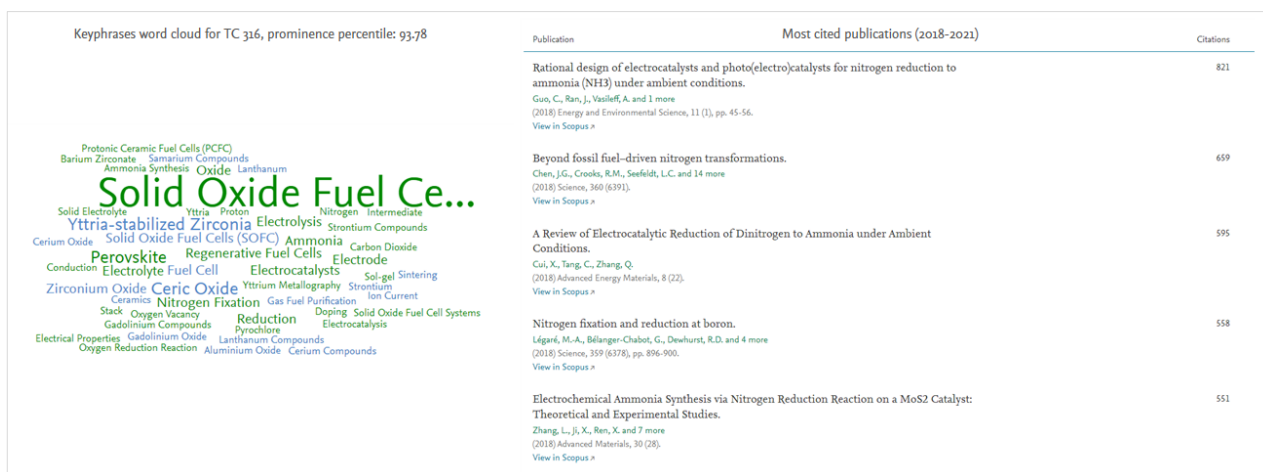 Keyphrases word cloud for TC 316, prominence percentile: 93.78
Protonic Ceramic Fuel Cells (PCFC)
Barium Zirconate Samarium Compounds
Ammonia Synthesis Oxide Lanthanum
Solid Oxide Fuel Ce...
Solid Electrolyte Yttria Proton Nitrogen Intermediate
Yttria-stabilized Zirconia Electrolysis Strontium Compounds
Cerium Oxide Solid Oxide Fuel Cells (SOFC) Ammonia Carbon Dioxide
Perovskite Regenerative Fuel Cells Electrode
Conduction Electrolyte Fuel Cell Electrocatalysts Sol-gel Sintering
Zirconium Oxide Ceric Oxide Yttrium Metallography Strontium
Ceramics Nitrogen Fixation Gas Fuel Purification Ion Current
Stack Oxygen Vacancy Reduction Doping Solid Oxide Fuel Cell Systems
Gadolinium Compounds Pyrochlore Electrocatalysis
Electrical Properties Gadolinium Oxide Lanthanum Compounds
Oxygen Reduction Reaction Aluminium Oxide Cerium Compounds
Publication Most cited publications (2018-2021) Citations
Rational design of electrocatalysts and photo(electro)catalysts for nitrogen reduction to 821
ammonia (NH3) under ambient conditions.
Guo, C., Ran, J., Vasileff, A. and 1 more
(2018) Energy and Environmental Science, 11 (1), pp. 45-56.
View in Scopus ↗
Beyond fossil fuel–driven nitrogen transformations. 659
Chen, J.G., Crooks, R.M., Seefeldt, L.C. and 14 more
(2018) Science, 360 (6391).
View in Scopus ↗
A Review of Electrocatalytic Reduction of Dinitrogen to Ammonia under Ambient 595
Conditions.
Cui, X., Tang, C., Zhang, Q.
(2018) Advanced Energy Materials, 8 (22).
View in Scopus ↗
Nitrogen fixation and reduction at boron. 558
Légaré, M.-A., Bélanger-Chabot, G., Dewhurst, R.D. and 4 more
(2018) Science, 359 (6378), pp. 896-900.
View in Scopus ↗
Electrochemical Ammonia Synthesis via Nitrogen Reduction Reaction on a MoS2 Catalyst: 551
Theoretical and Experimental Studies.
Zhang, L., Ji, X., Ren, X. and 7 more
(2018) Advanced Materials, 30 (28).
View in Scopus ↗